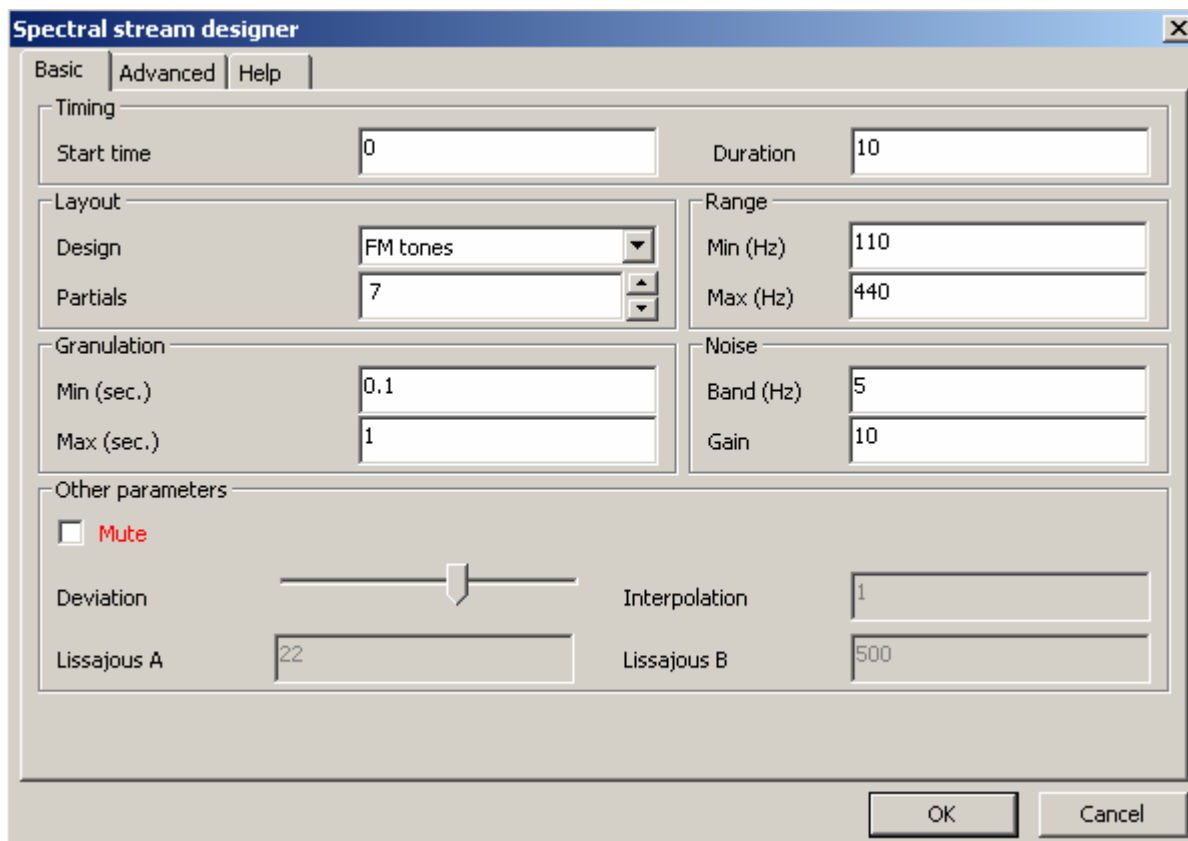 Spectral stream designer
Basic Advanced Help
Timing
Start time 0 Duration 10
Layout
Design FM tones
Partials 7
Range
Min (Hz) 110
Max (Hz) 440
Granulation
Min (sec.) 0.1
Max (sec.) 1
Noise
Band (Hz) 5
Gain 10
Other parameters
Mute
Deviation Interpolation 1
Lissajous A 22 Lissajous B 500
OK Cancel